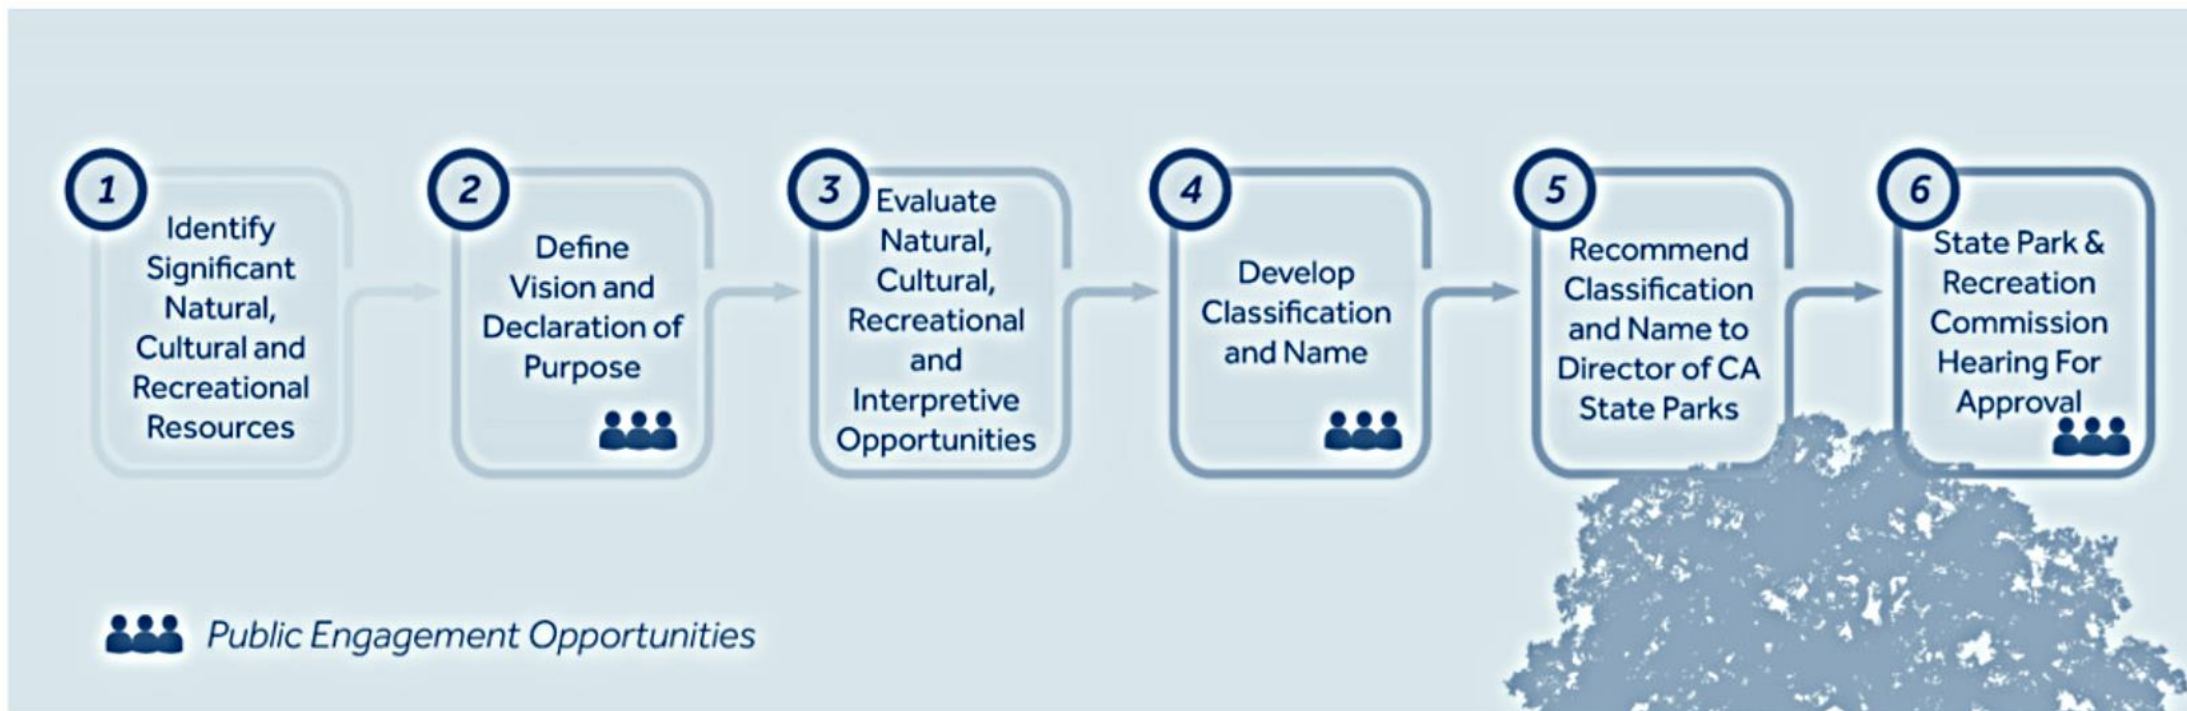 1
Identify
Significant
Natural,
Cultural and
Recreational
Resources
2
Define
Vision and
Declaration of
Purpose
3
Evaluate
Natural,
Cultural,
Recreational
and
Interpretive
Opportunities
4
Develop
Classification
and Name
5
Recommend
Classification
and Name to
Director of CA
State Parks
6
State Park &
Recreation
Commission
Hearing For
Approval
Public Engagement Opportunities